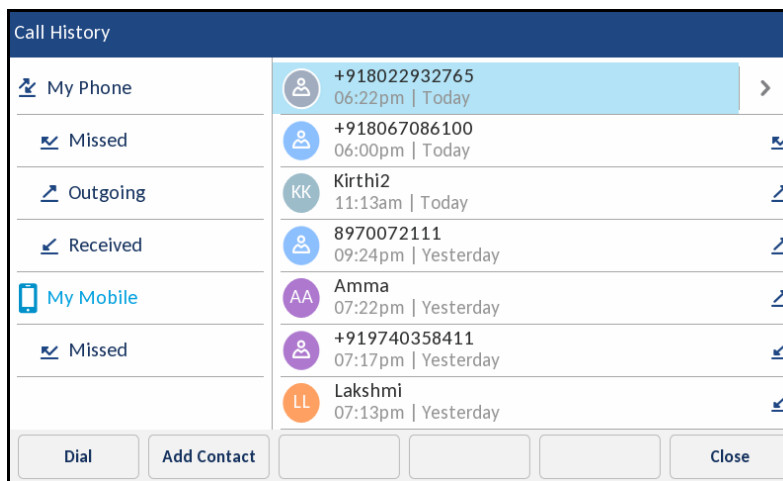 Call History
My Phone
Missed
Outgoing
Received
My Mobile
Missed
+918022932765
06:22pm | Today
+918067086100
06:00pm | Today
KK
Kirthi2
11:13am | Today
8970072111
09:24pm | Yesterday
AA
Amma
07:22pm | Yesterday
+919740358411
07:17pm | Yesterday
LL
Lakshmi
07:13pm | Yesterday
Dial
Add Contact
Close